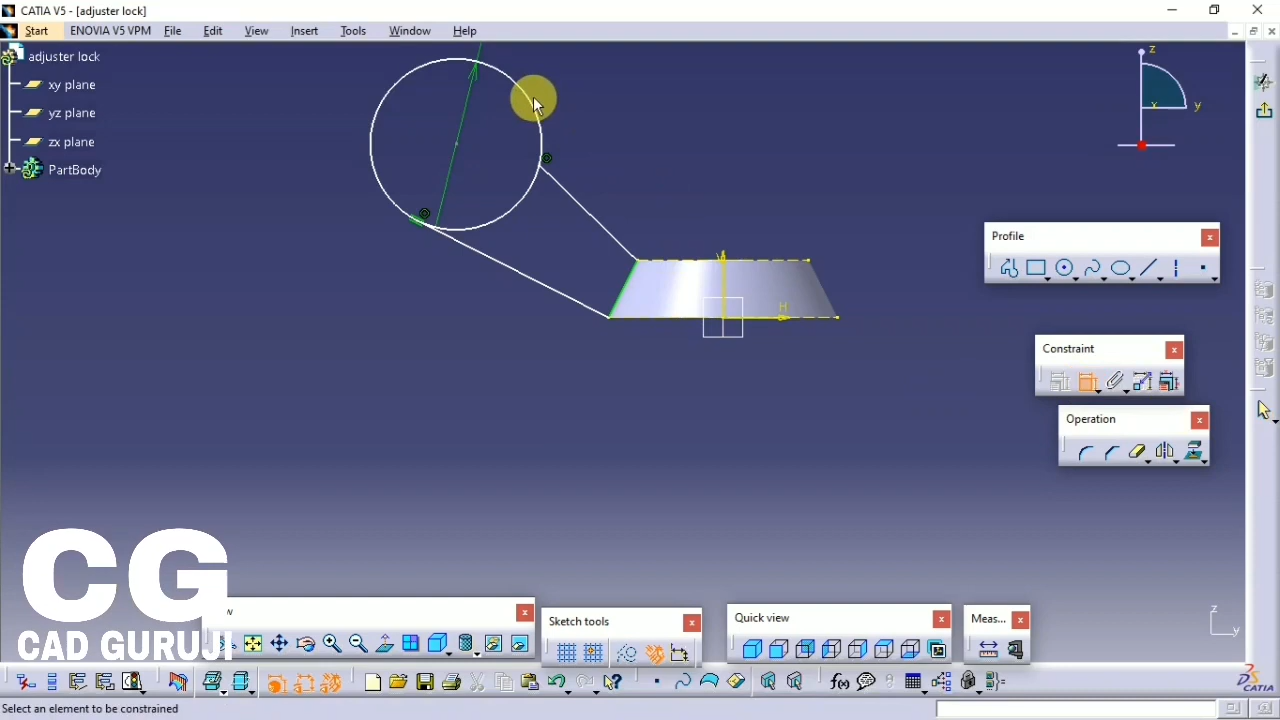 CATIA V5 - [adjuster lock]
Start ENOVIA V5 VPM File Edit View Insert Tools Window Help
adjuster lock
xy plane
yz plane
zx plane
PartBody
z
x
y
Profile
V
H
Constraint
Operation
CG
CAD GURUJI
w
Sketch tools
Quick view
Meas...
z
y
f(x)
CATIA
Select an element to be constrained